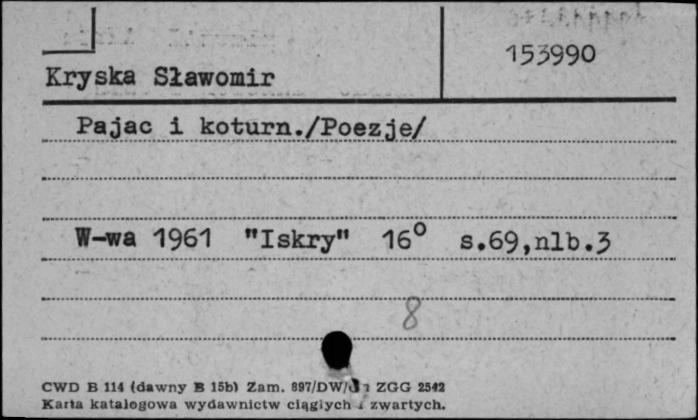 153990
Kryska Sławomir
Pajac i koturn./Poezje/
W-wa 1961 "Iskry" 16° s.69,nlb.3
8
CWD B 114 (dawny B 15b) Zam. 897/DW/ ZGG 2542
Karta katalogowa wydawnictw ciągłych i zwartych.